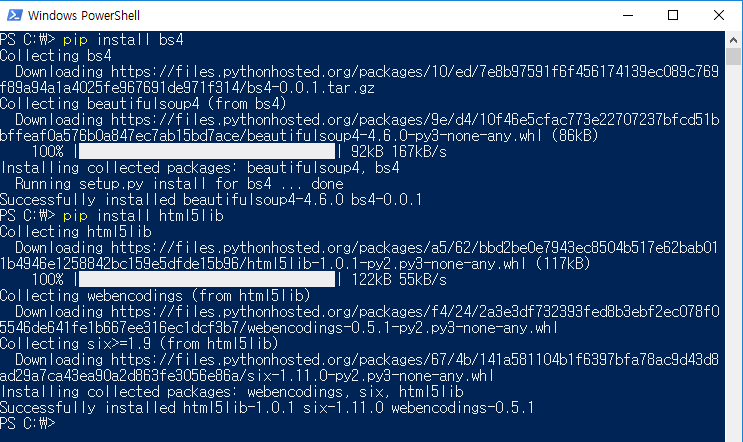 Windows PowerShell
PS C:₩> pip install bs4
Collecting bs4
  Downloading https://files.pythonhosted.org/packages/10/ed/7e8b97591f6f456174139ec089c769
f89a94a1a4025fe967691de971f314/bs4-0.0.1.tar.gz
Collecting beautifulsoup4 (from bs4)
  Downloading https://files.pythonhosted.org/packages/9e/d4/10f46e5cfac773e22707237bfcd51b
bffeaf0a576b0a847ec7ab15bd7ace/beautifulsoup4-4.6.0-py3-none-any.whl (86kB)
    100% |████████████████████████████████| 92kB 167kB/s
Installing collected packages: beautifulsoup4, bs4
  Running setup.py install for bs4 ... done
Successfully installed beautifulsoup4-4.6.0 bs4-0.0.1
PS C:₩> pip install html5lib
Collecting html5lib
  Downloading https://files.pythonhosted.org/packages/a5/62/bbd2be0e7943ec8504b517e62bab01
1b4946e1258842bc159e5dfde15b96/html5lib-1.0.1-py2.py3-none-any.whl (117kB)
    100% |████████████████████████████████| 122kB 55kB/s
Collecting webencodings (from html5lib)
  Downloading https://files.pythonhosted.org/packages/f4/24/2a3e3df732393fed8b3ebf2ec078f0
5546de641fe1b667ee316ec1dcf3b7/webencodings-0.5.1-py2.py3-none-any.whl
Collecting six>=1.9 (from html5lib)
  Downloading https://files.pythonhosted.org/packages/67/4b/141a581104b1f6397bfa78ac9d43d8
ad29a7ca43ea90a2d863fe3056e86a/six-1.11.0-py2.py3-none-any.whl
Installing collected packages: webencodings, six, html5lib
Successfully installed html5lib-1.0.1 six-1.11.0 webencodings-0.5.1
PS C:₩>